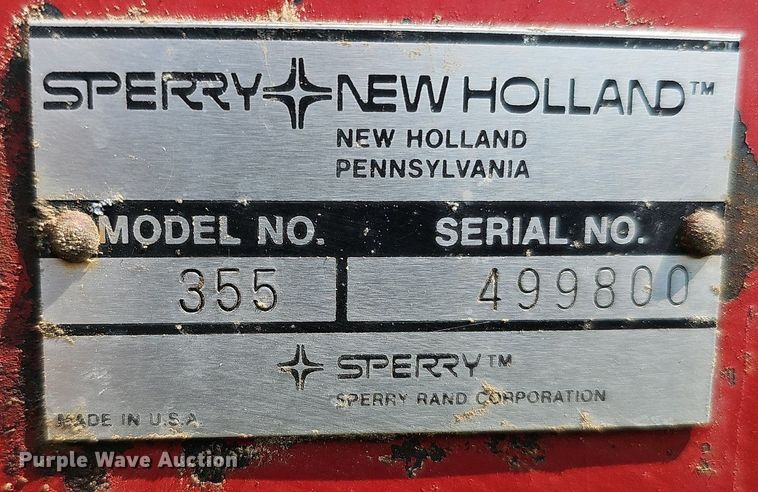 SPERRY NEW HOLLAND™
NEW HOLLAND
PENNSYLVANIA
MODEL NO. SERIAL NO.
355 499800
SPERRY™
SPERRY RAND CORPORATION
MADE IN U.S.A
Purple Wave Auction